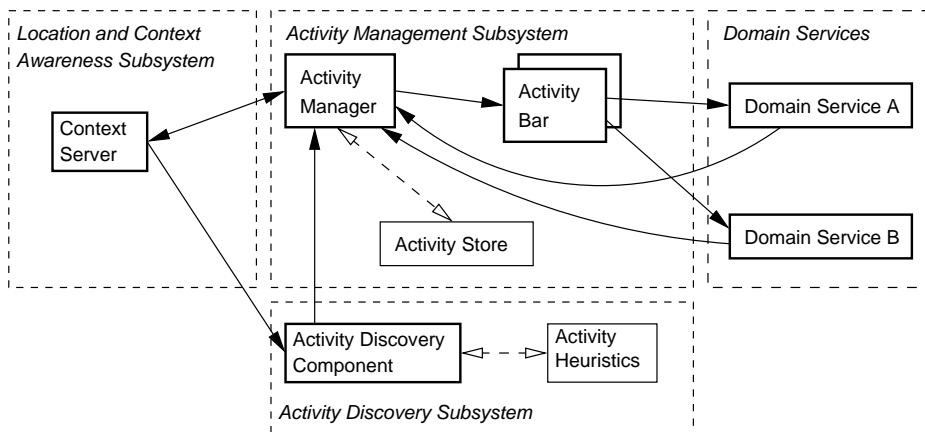 Location and Context
Awareness Subsystem
Activity Management Subsystem
Domain Services
Activity
Manager
Activity
Bar
Domain Service A
Context
Server
Activity Store
Domain Service B
Activity Discovery
Component
Activity
Heuristics
Activity Discovery Subsystem